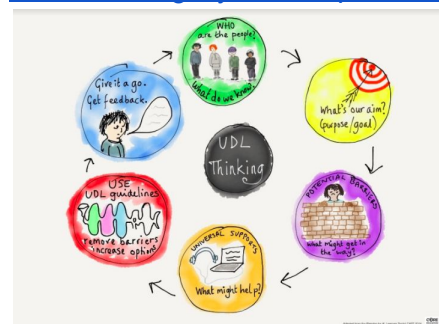 WHO
are the people?
What do we know?
What's our aim?
(pupose/goal)
POTENTIAL BARRIERS
What might get in
the way?
UNIVERSAL SUPPORTS
What might help?
USE
UDL guidelines
remove barriers
increase options
Give it a go.
Get feedback.
UDL
Thinking